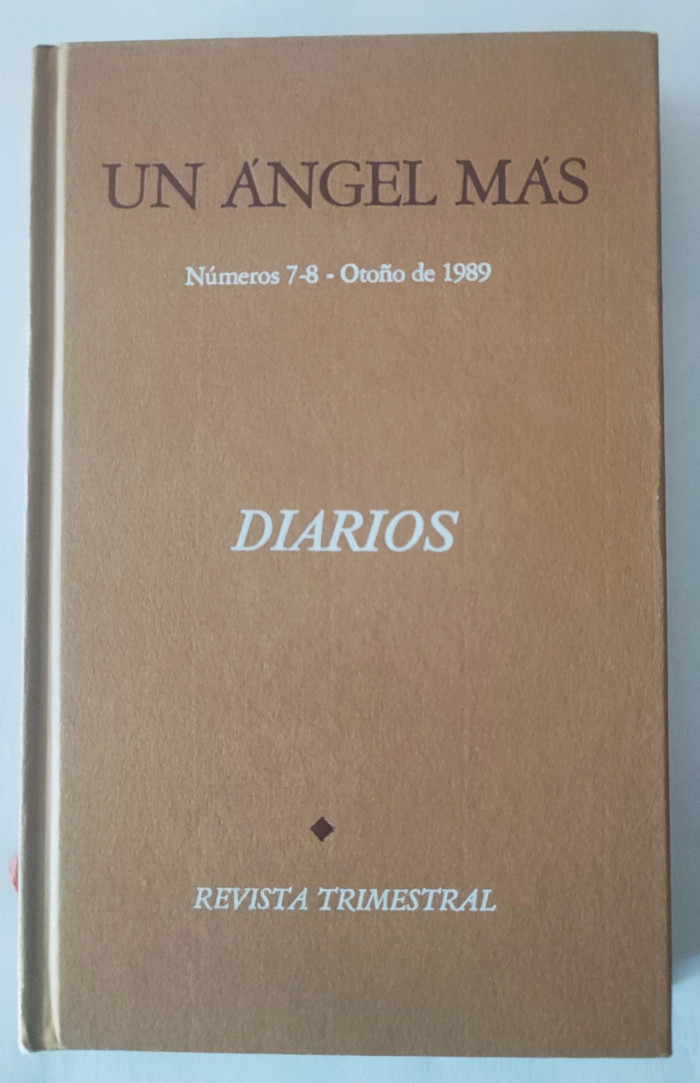 UN ÁNGEL MÁS
Números 7-8 - Otoño de 1989
DIARIOS
REVISTA TRIMESTRAL